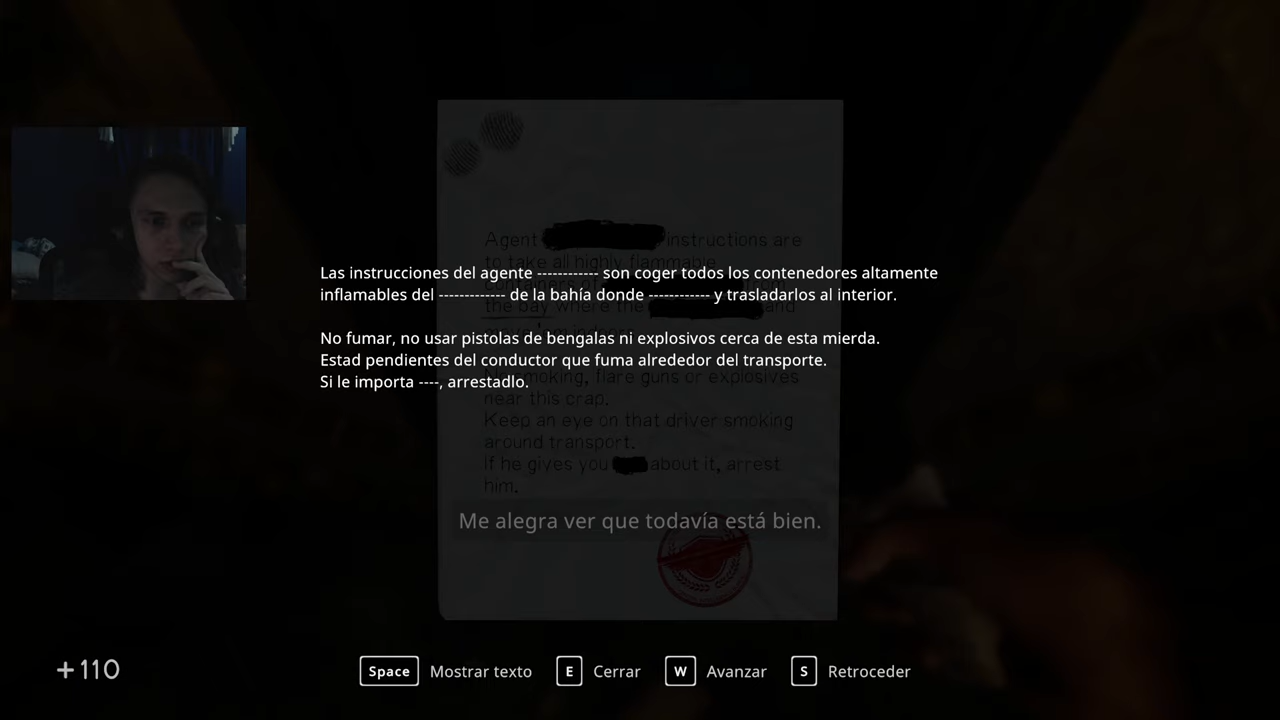 Agent instructions are
to take all highly flammable
Las instrucciones del agente ------------ son coger todos los contenedores altamente
containers of from
inflamables del ------------- de la bahía donde ------------ y trasladarlos al interior.
the bay where the and
No fumar, no usar pistolas de bengalas ni explosivos cerca de esta mierda.
Estad pendientes del conductor que fuma alrededor del transporte.
No smoking, flare guns or explosives
Si le importa ----, arrestadlo.
near this crap.
Keep an eye on that driver smoking
around transport.
If he gives you about it, arrest
him.
Me alegra ver que todavía está bien.
+110
Space Mostrar texto E Cerrar W Avanzar S Retroceder